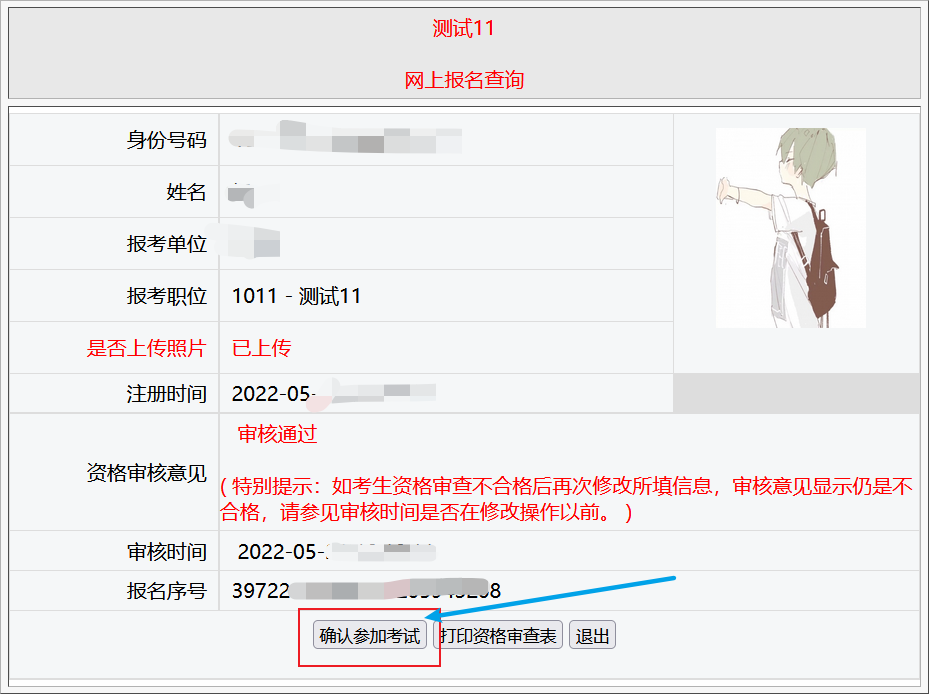 测试11
网上报名查询
身份号码
姓名
报考单位
报考职位 1011 - 测试11
是否上传照片 已上传
注册时间 2022-05-
审核通过
资格审核意见
( 特别提示：如考生资格审查不合格后再次修改所填信息，审核意见显示仍是不
合格，请参见审核时间是否在修改操作以前。 )
审核时间 2022-05-
报名序号 39722
确认参加考试 打印资格审查表 退出